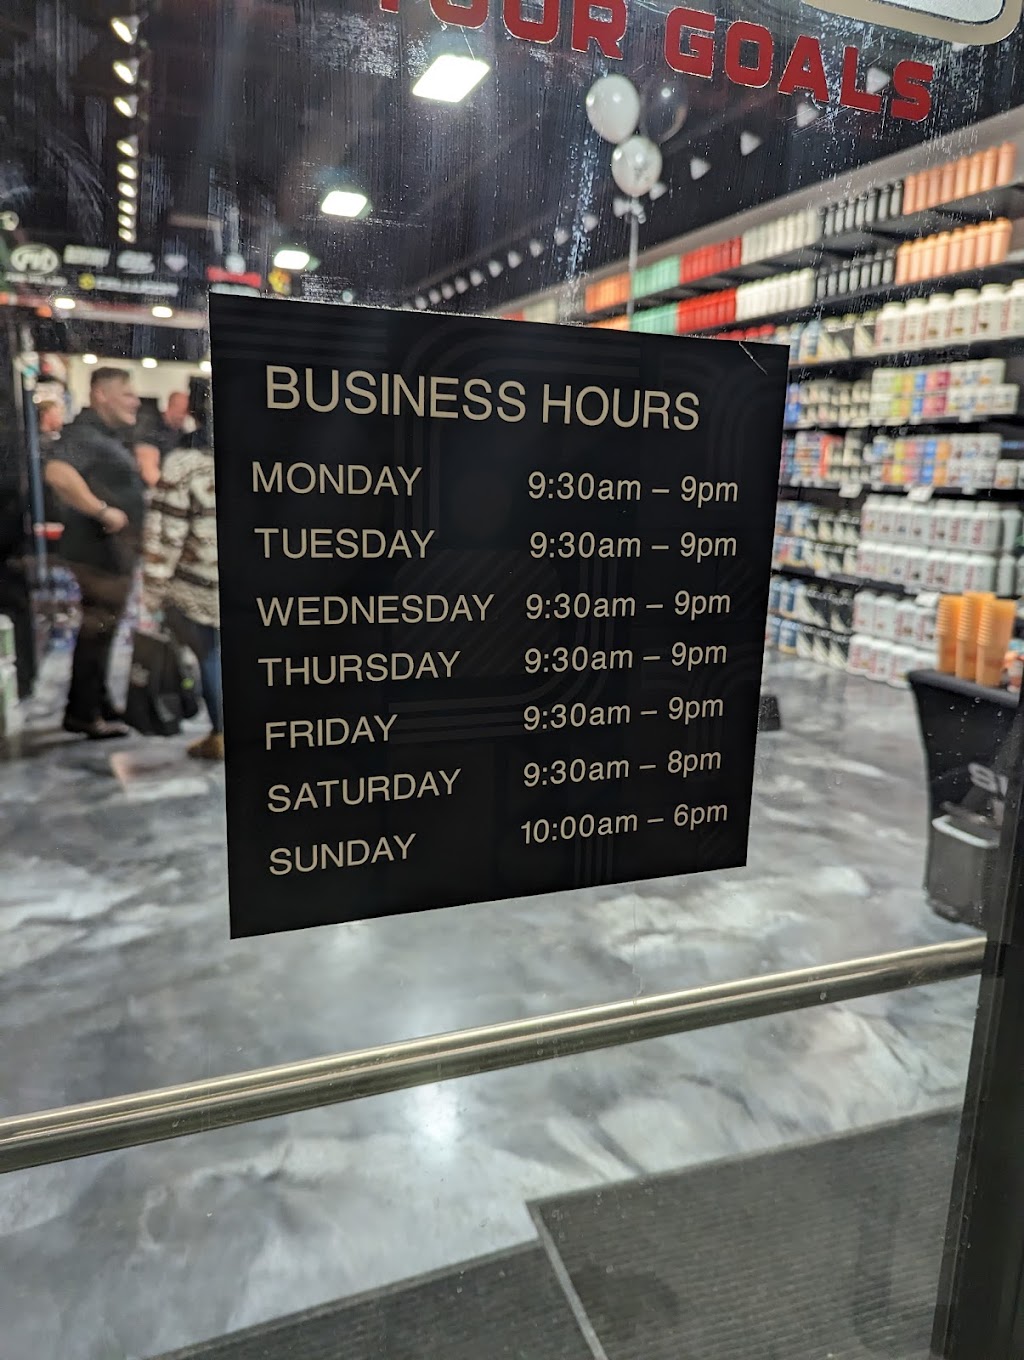 YOUR GOALS
BUSINESS HOURS
MONDAY 9:30am – 9pm
TUESDAY 9:30am – 9pm
WEDNESDAY 9:30am – 9pm
THURSDAY 9:30am – 9pm
FRIDAY 9:30am – 9pm
SATURDAY 9:30am – 8pm
SUNDAY 10:00am – 6pm